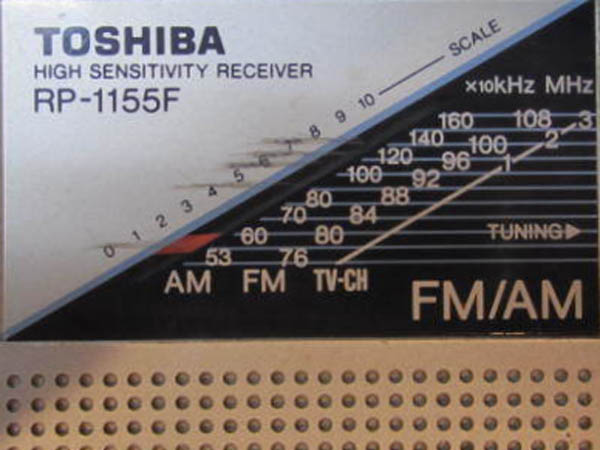 TOSHIBA
HIGH SENSITIVITY RECEIVER
RP-1155F
0 1 2 3 4 5 6 7 8 9 10 SCALE
×10kHz MHz
160 108 3
140 100 2
120 96 1
100 92
80 88
70 84
60 80
53 76
TUNING▶
AM FM TV-CH
FM/AM